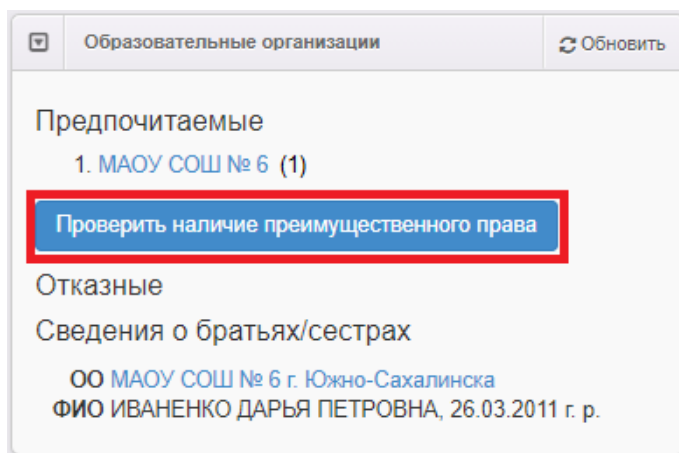 Образовательные организации
Обновить
Предпочитаемые
1. МАОУ СОШ № 6 (1)
Проверить наличие преимущественного права
Отказные
Сведения о братьях/сестрах
ОО МАОУ СОШ № 6 г. Южно-Сахалинска
ФИО ИВАНЕНКО ДАРЬЯ ПЕТРОВНА, 26.03.2011 г. р.